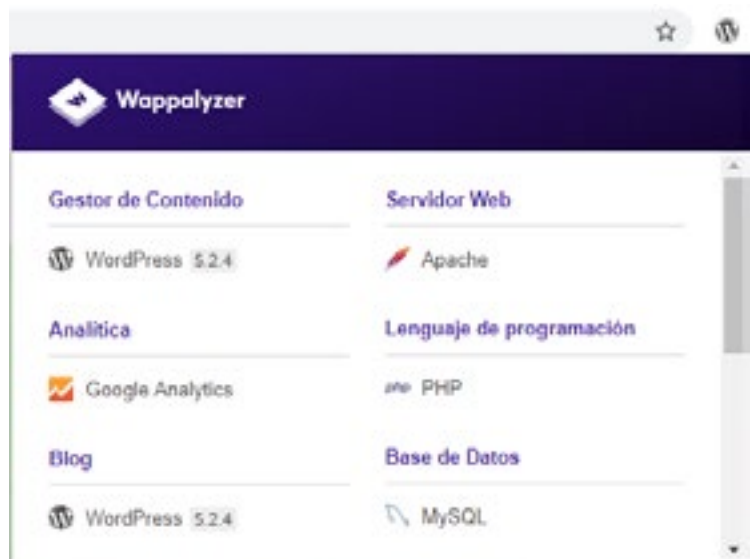 Wappalyzer
Gestor de Contenido
WordPress 5.2.4
Analítica
Google Analytics
Blog
WordPress 5.2.4
Servidor Web
Apache
Lenguaje de programación
php PHP
Base de Datos
MySQL